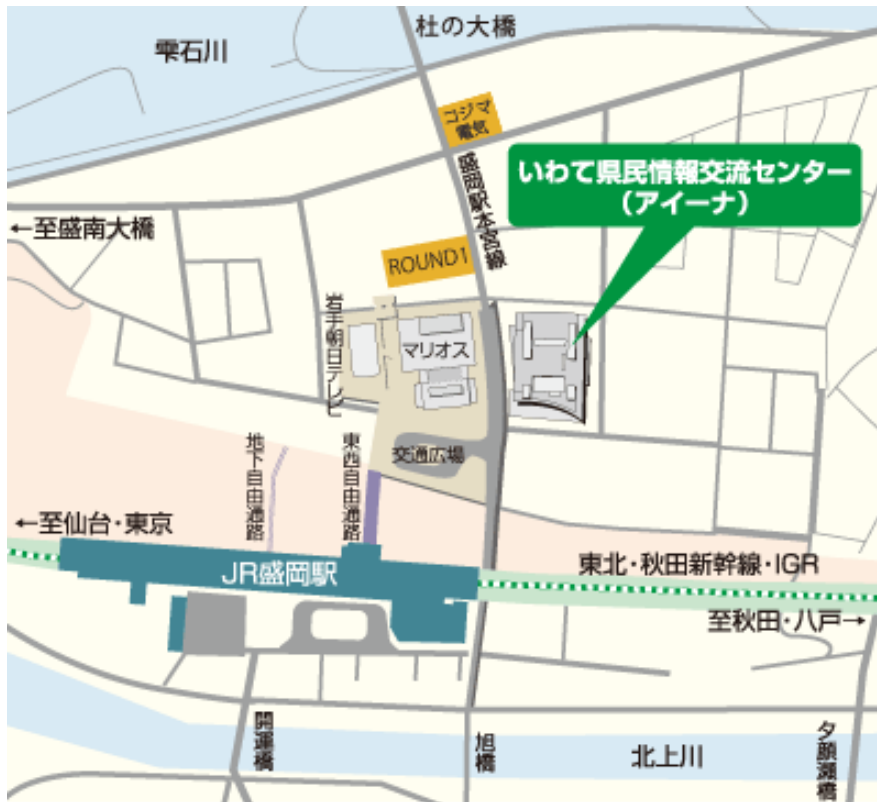 杜の大橋
雫石川
コジマ
電気
盛岡駅本宮線
いわて県民情報交流センター
（アイーナ）
←至盛南大橋
ROUND1
岩手朝日テレビ
マリオス
交通広場
地下自由通路
東西自由通路
←至仙台・東京
JR盛岡駅
東北・秋田新幹線・IGR
至秋田・八戸→
開運橋
旭橋
北上川
夕顔瀬橋